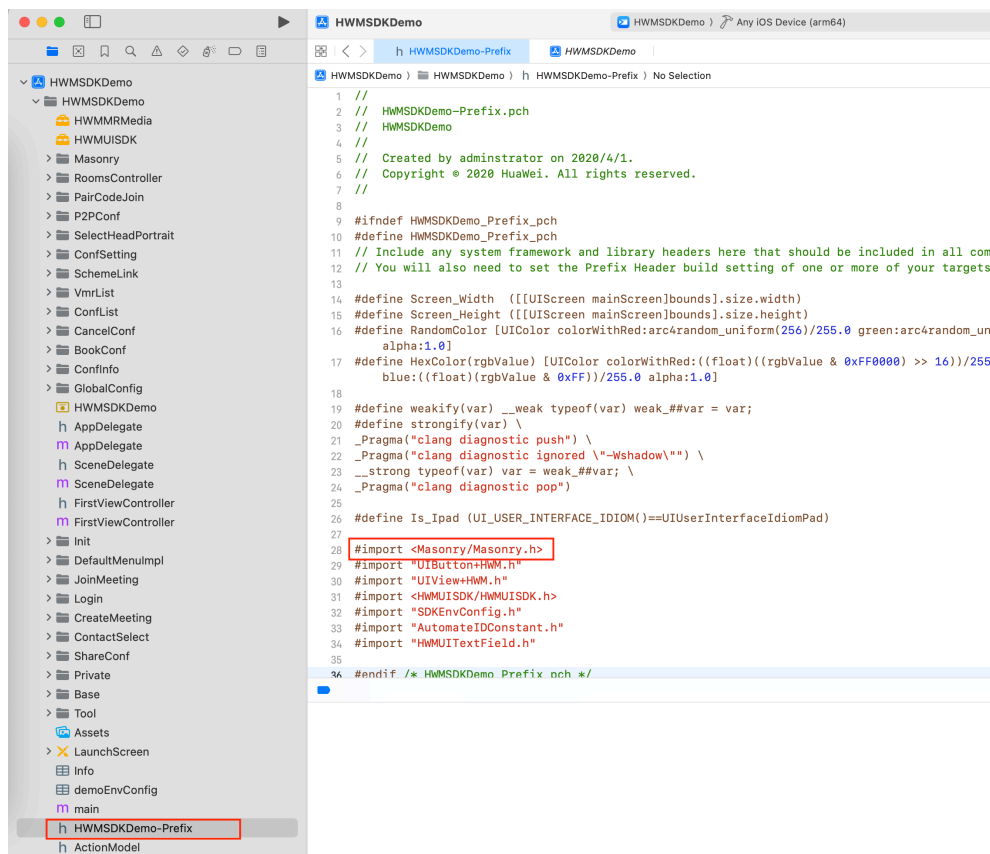 HWMSDKDemo
HWMSDKDemo
HWMMRMedia
HWMUISDK
Masonry
RoomsController
PairCodeJoin
P2PConf
SelectHeadPortrait
ConfSetting
SchemeLink
VmrList
ConfList
CancelConf
BookConf
ConfInfo
GlobalConfig
HWMSDKDemo
h AppDelegate
m AppDelegate
h SceneDelegate
m SceneDelegate
h FirstViewController
m FirstViewController
Init
DefaultMenuImpl
JoinMeeting
Login
CreateMeeting
ContactSelect
ShareConf
Private
Base
Tool
Assets
LaunchScreen
Info
demoEnvConfig
m main
h HWMSDKDemo-Prefix
h ActionModel
HWMSDKDemo
HWMSDKDemo 〉 Any iOS Device (arm64)
h HWMSDKDemo-Prefix
HWMSDKDemo
HWMSDKDemo 〉 HWMSDKDemo 〉 h HWMSDKDemo-Prefix 〉 No Selection
1 //
2 //  HWMSDKDemo-Prefix.pch
3 //  HWMSDKDemo
4 //
5 //  Created by adminstrator on 2020/4/1.
6 //  Copyright © 2020 HuaWei. All rights reserved.
7 //
8
9 #ifndef HWMSDKDemo_Prefix_pch
10 #define HWMSDKDemo_Prefix_pch
11 // Include any system framework and library headers here that should be included in all com
12 // You will also need to set the Prefix Header build setting of one or more of your targets
13
14 #define Screen_Width  ([[UIScreen mainScreen]bounds].size.width)
15 #define Screen_Height ([[UIScreen mainScreen]bounds].size.height)
16 #define RandomColor [UIColor colorWithRed:arc4random_uniform(256)/255.0 green:arc4random_un
alpha:1.0]
17 #define HexColor(rgbValue) [UIColor colorWithRed:((float)((rgbValue & 0xFF0000) >> 16))/255
blue:((float)(rgbValue & 0xFF))/255.0 alpha:1.0]
18
19 #define weakify(var) __weak typeof(var) weak_##var = var;
20 #define strongify(var) \
21 _Pragma("clang diagnostic push") \
22 _Pragma("clang diagnostic ignored \"-Wshadow\"") \
23 __strong typeof(var) var = weak_##var; \
24 _Pragma("clang diagnostic pop")
25
26 #define Is_Ipad (UI_USER_INTERFACE_IDIOM()==UIUserInterfaceIdiomPad)
27
28 #import <Masonry/Masonry.h>
29 #import "UIButton+HWM.h"
30 #import "UIView+HWM.h"
31 #import <HWMUISDK/HWMUISDK.h>
32 #import "SDKEnvConfig.h"
33 #import "AutomateIDConstant.h"
34 #import "HWMUITextField.h"
35
36 #endif /* HWMSDKDemo_Prefix_pch */